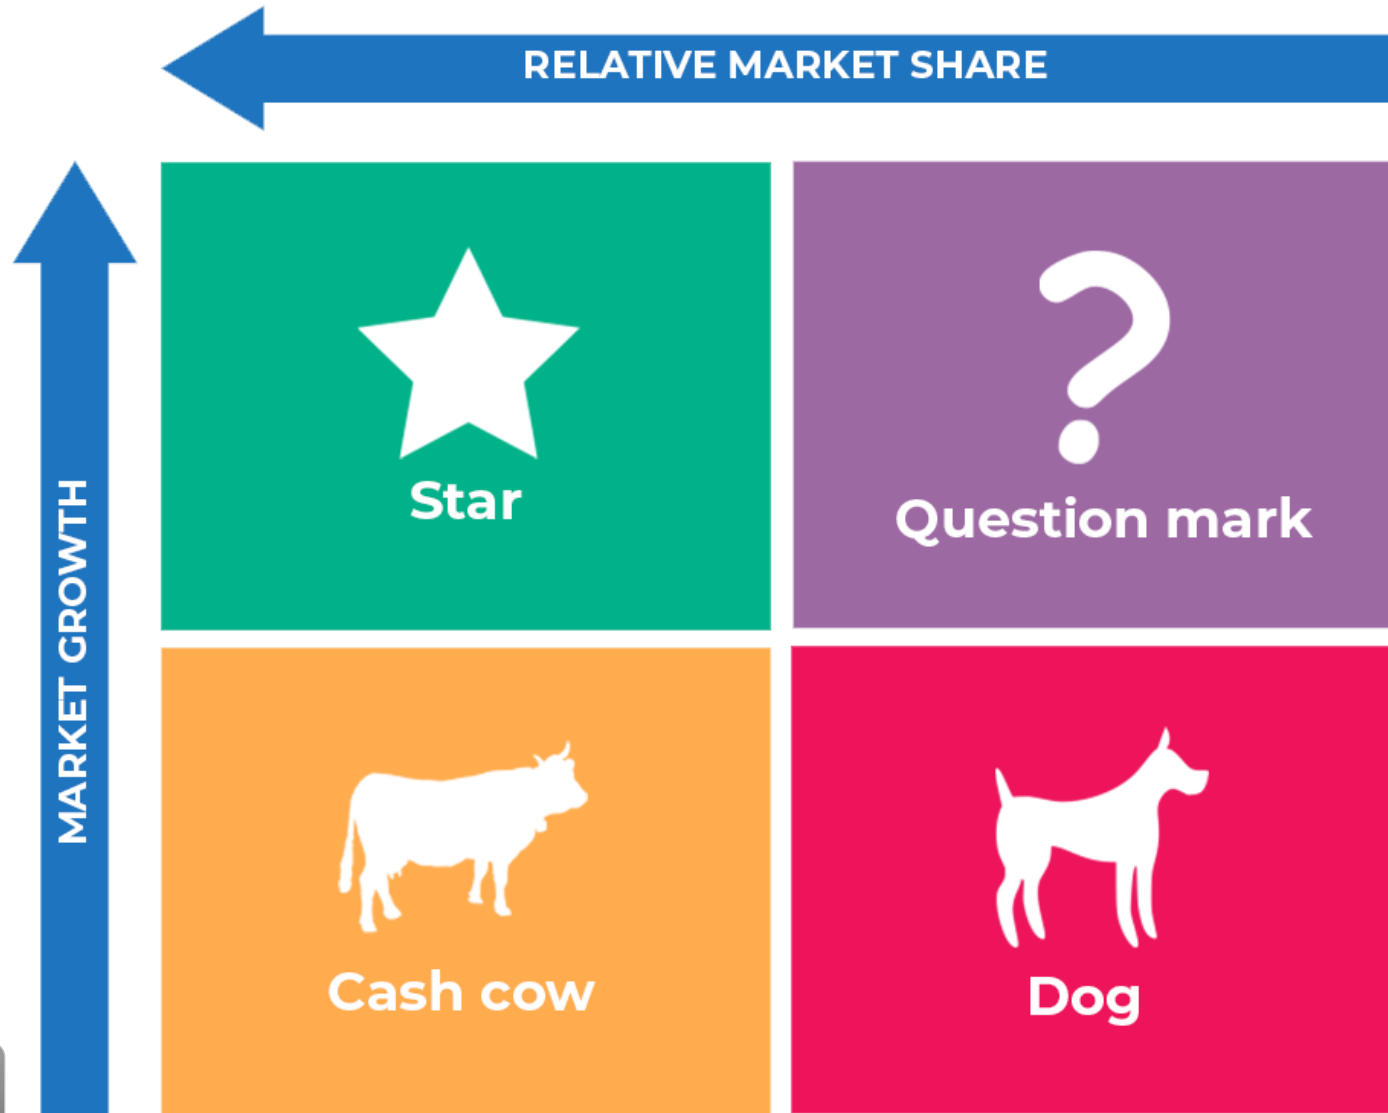 RELATIVE MARKET SHARE
MARKET GROWTH
Star
Question mark
Cash cow
Dog